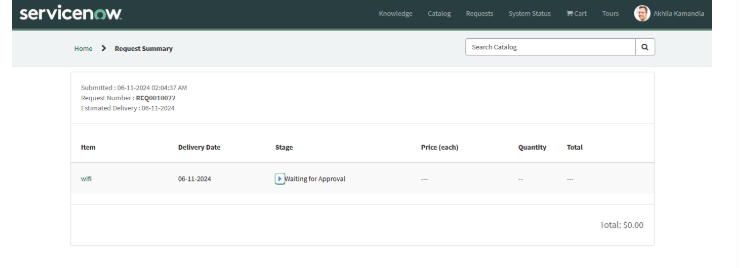 servicenow.
Knowledge Catalog Requests System Status Cart Tours Akhila Kamandla
Home > Request Summary Search Catalog
Submitted : 06-11-2024 02:04:37 AM
Request Number : REQ0010077
Estimated Delivery : 06-11-2024
Item Delivery Date Stage Price (each) Quantity Total
wifi 06-11-2024 Waiting for Approval --- -- ---
Total: $0.00